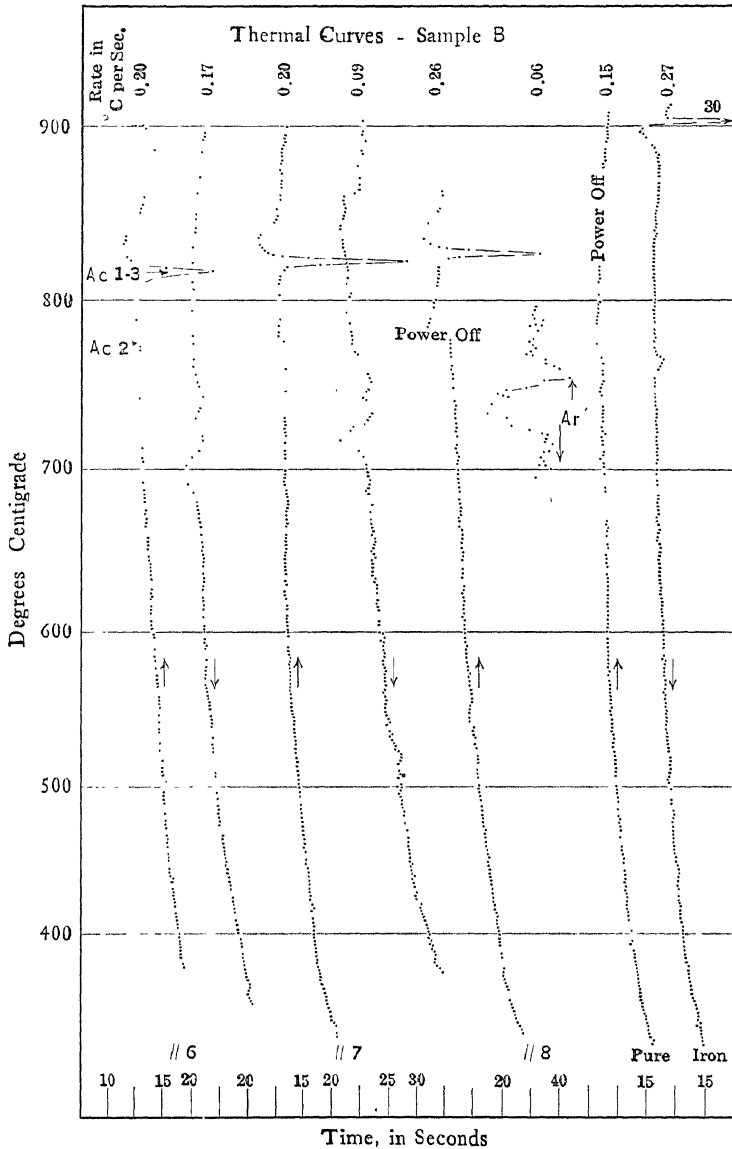 Thermal Curves - Sample B
Rate in
°C per Sec.
0.20
0.17
0.20
0.09
0.26
0.06
0.15
0.27
30
900
Power Off
Ac 1-3
800
Power Off
Ac 2
Ar
700
Degrees Centigrade
600
500
400
// 6
// 7
// 8
Pure Iron
10 15 20 20 15 20 25 30 20 40 15 15
Time, in Seconds